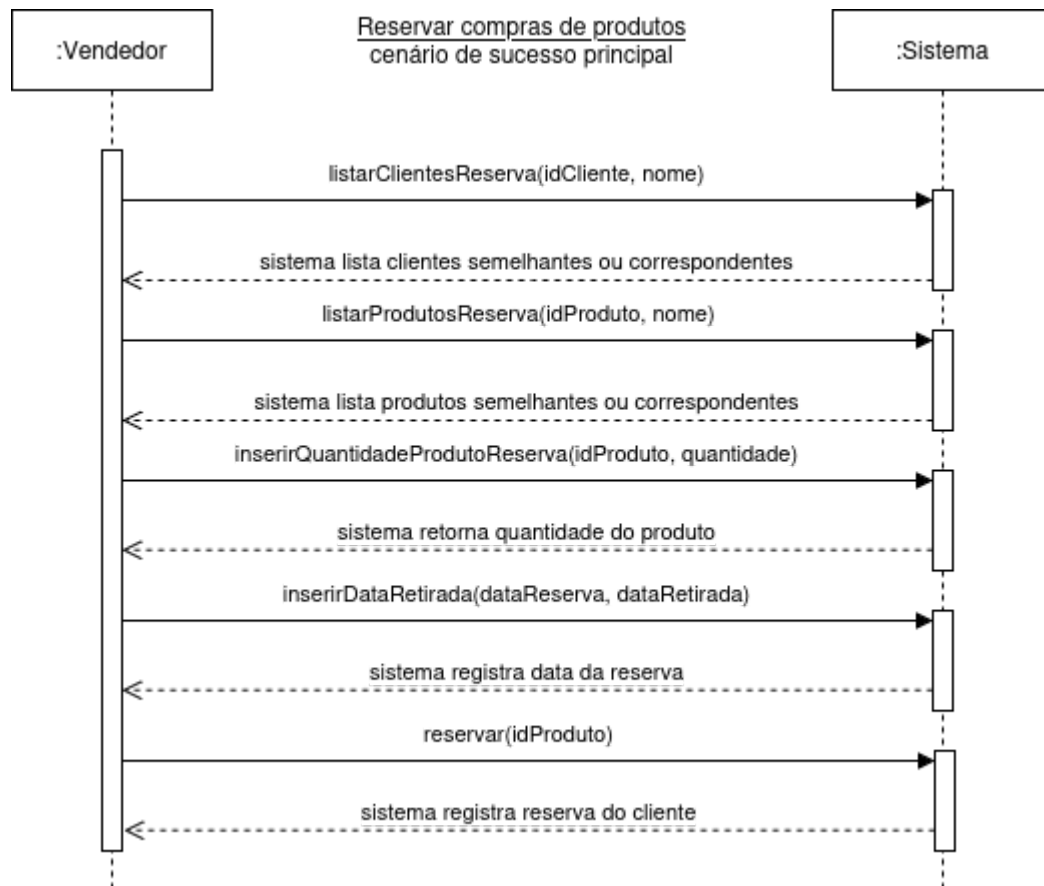 :Vendedor
Reservar compras de produtos
cenário de sucesso principal
:Sistema
listarClientesReserva(idCliente, nome)
sistema lista clientes semelhantes ou correspondentes
listarProdutosReserva(idProduto, nome)
sistema lista produtos semelhantes ou correspondentes
inserirQuantidadeProdutoReserva(idProduto, quantidade)
sistema retorna quantidade do produto
inserirDataRetirada(dataReserva, dataRetirada)
sistema registra data da reserva
reservar(idProduto)
sistema registra reserva do cliente